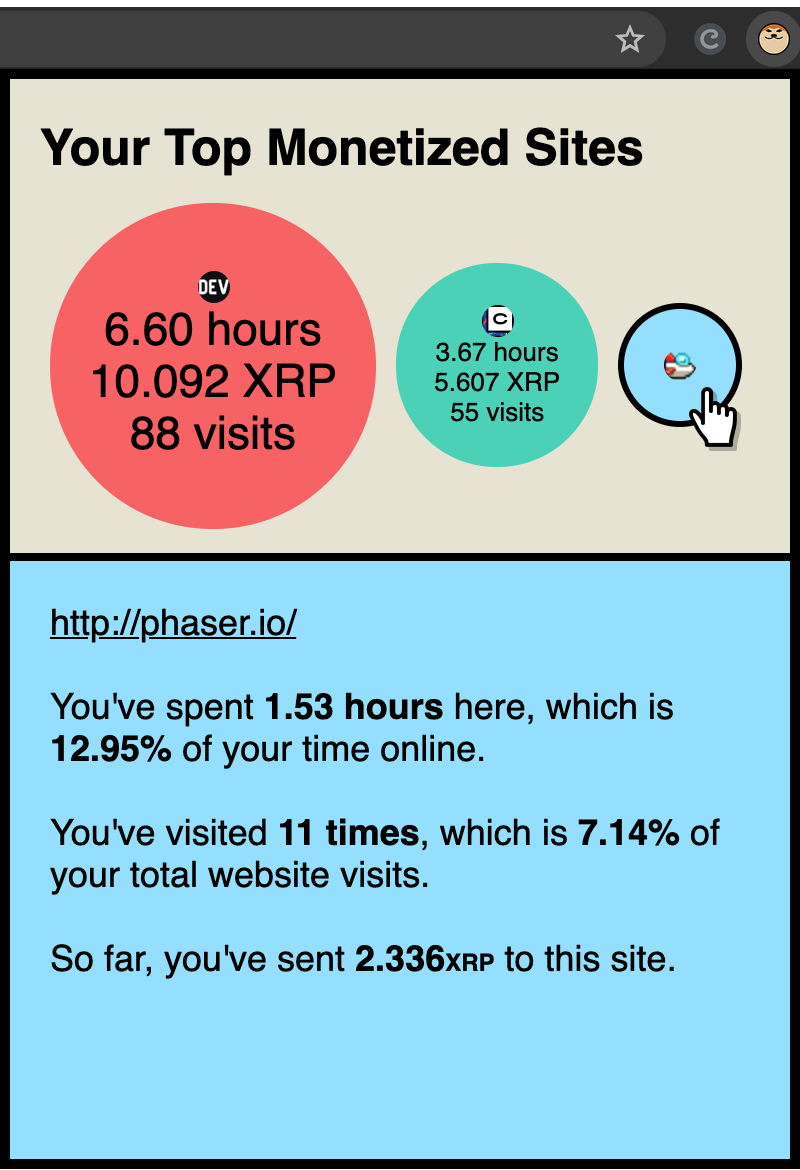 Your Top Monetized Sites
DEV
6.60 hours
10.092 XRP
88 visits
C
3.67 hours
5.607 XRP
55 visits
http://phaser.io/
You've spent 1.53 hours here, which is
12.95% of your time online.
You've visited 11 times, which is 7.14% of
your total website visits.
So far, you've sent 2.336XRP to this site.